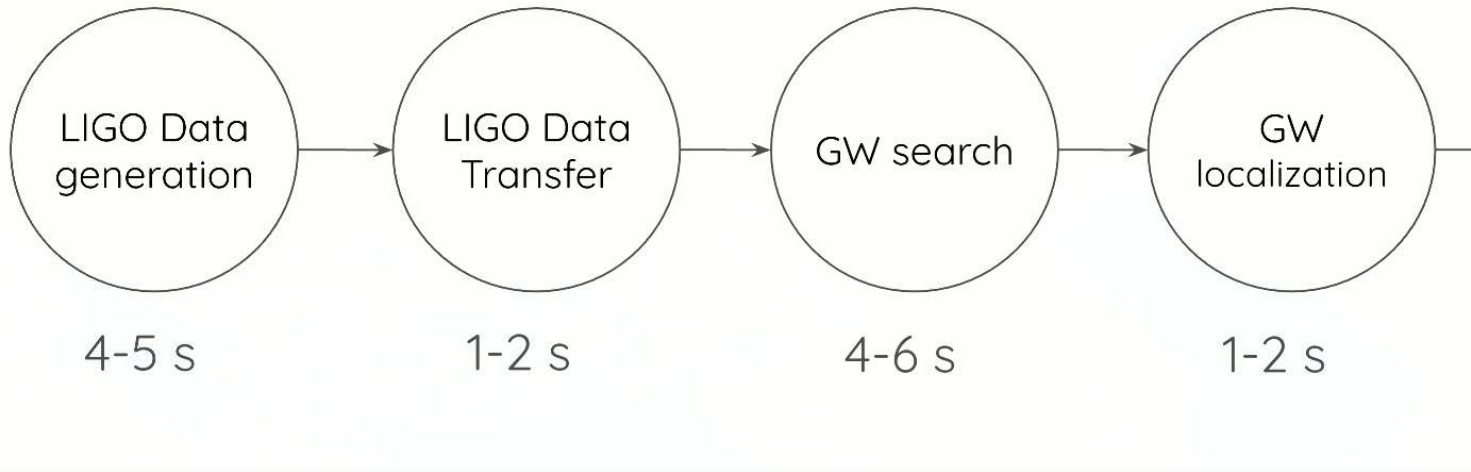 LIGO Data
generation
LIGO Data
Transfer
GW search
GW
localization
4-5 s
1-2 s
4-6 s
1-2 s